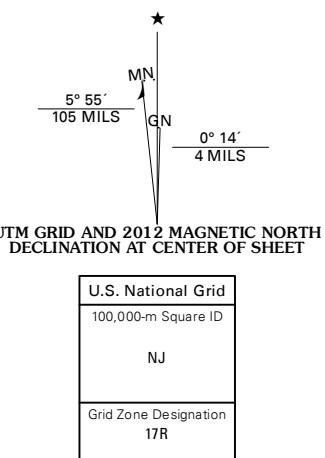 ★
M.N.
5° 55´
105 MILS
GN
0° 14´
4 MILS
UTM GRID AND 2012 MAGNETIC NORTH
DECLINATION AT CENTER OF SHEET
U.S. National Grid
100,000-m Square ID
NJ
Grid Zone Designation
17R